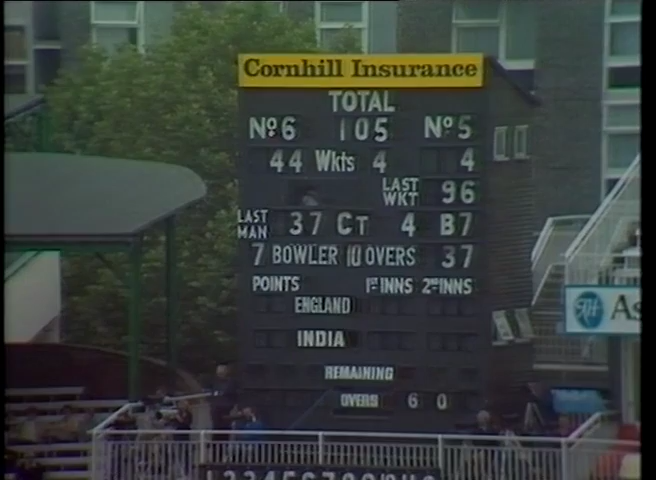 Cornhill Insurance
TOTAL
Nº6 105 Nº5
44 Wkts 4 4
LAST WKT 96
LAST MAN 37 CT 4 B7
7 BOWLER 10 OVERS 37
POINTS 1ST INNS 2ND INNS
ENGLAND
INDIA
REMAINING
OVERS 6 0
As